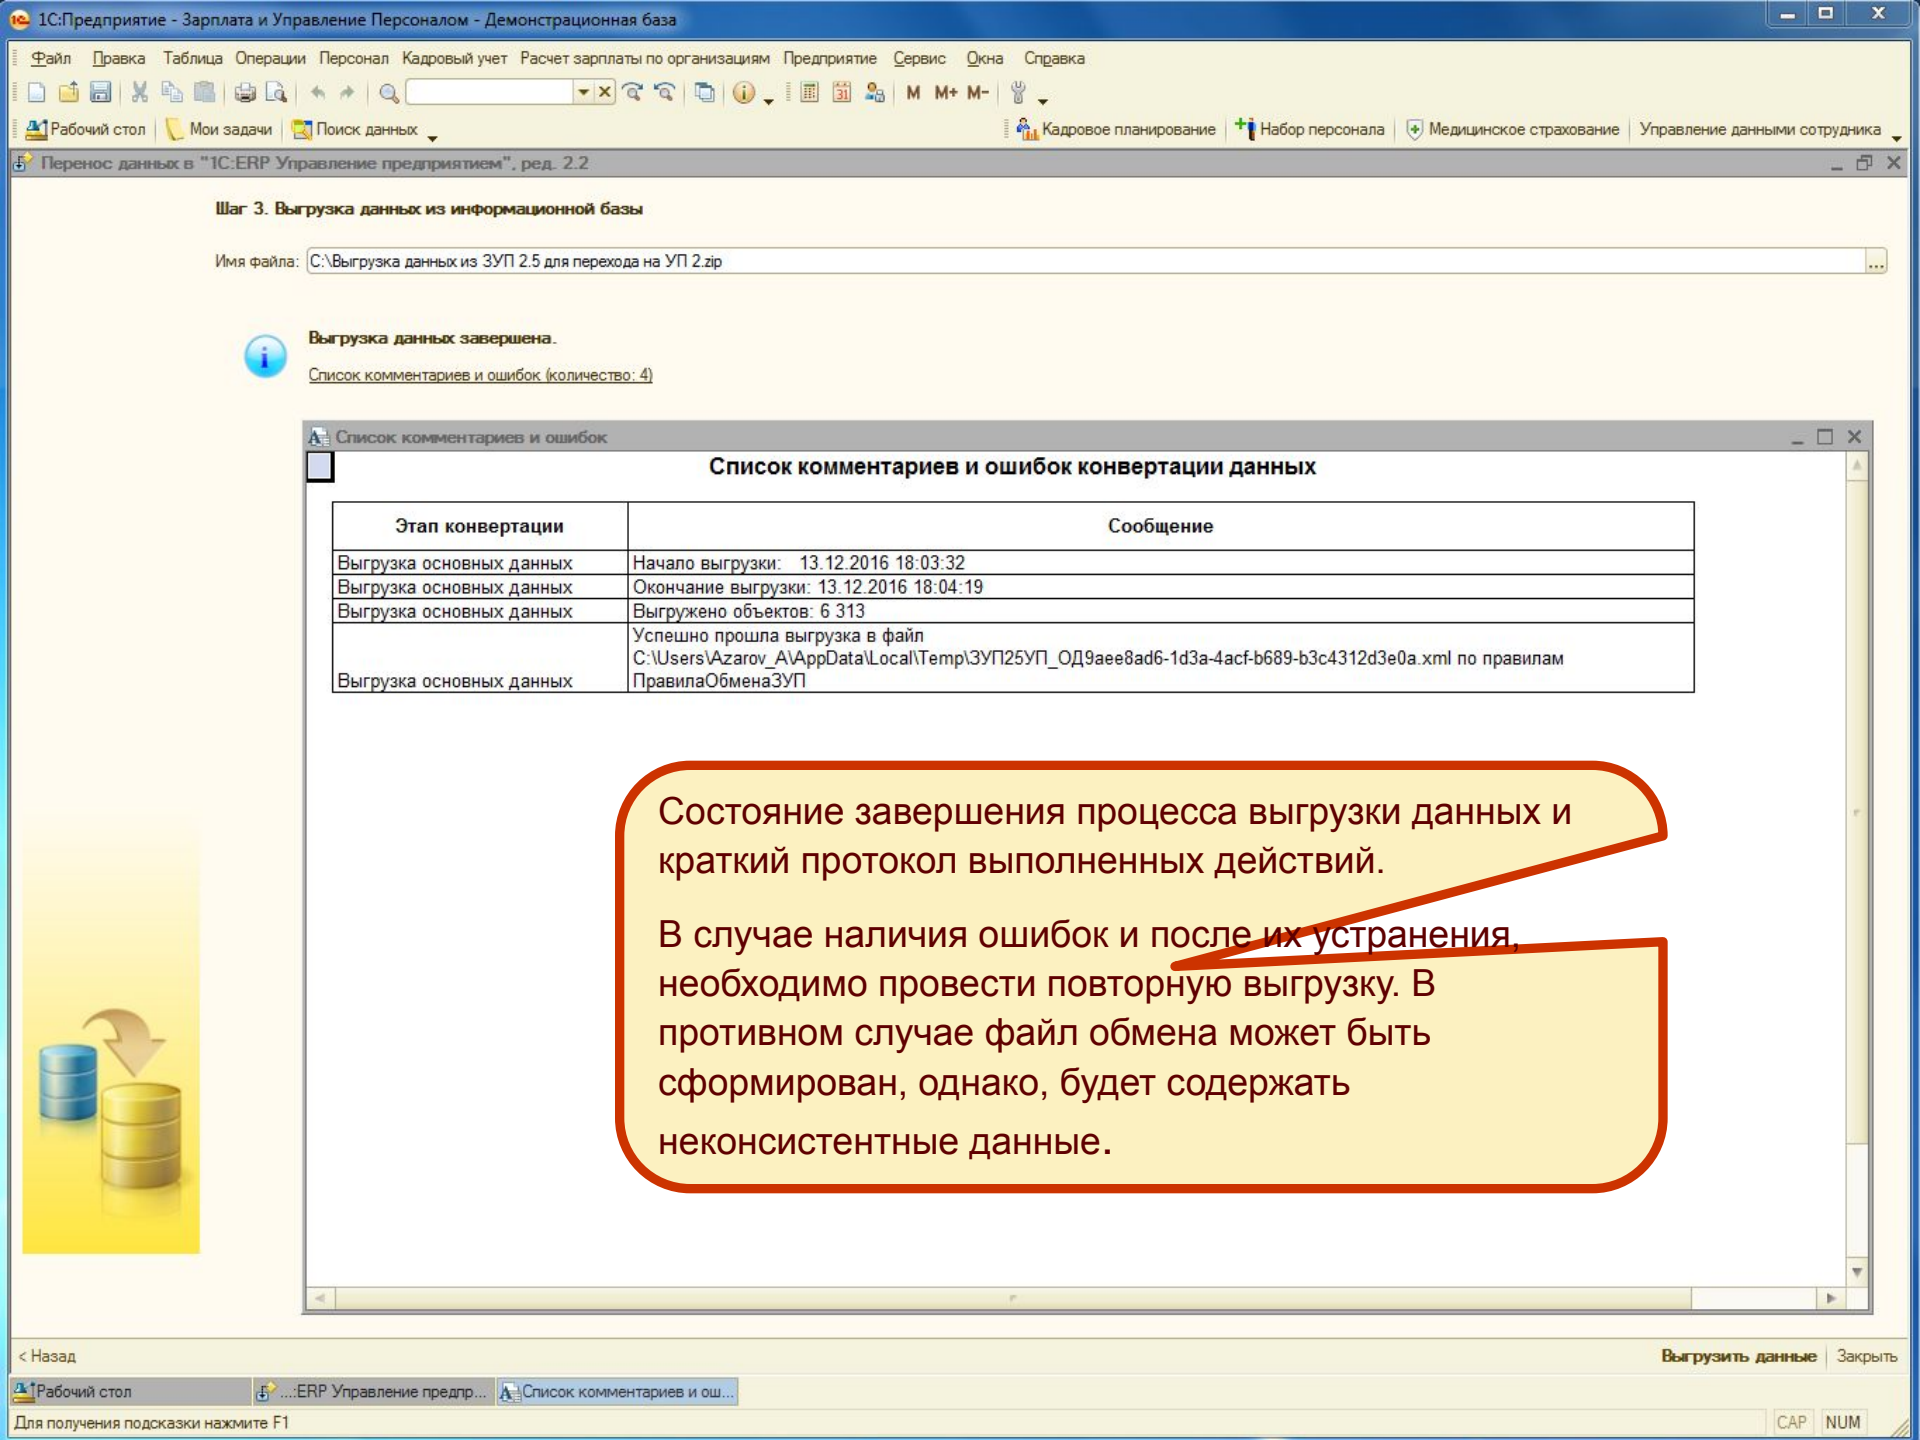 1С:Предприятие - Зарплата и Управление Персоналом - Демонстрационная база
Файл Правка Таблица Операции Персонал Кадровый учет Расчет зарплаты по организациям Предприятие Сервис Окна Справка
M M+ M-
Рабочий стол Мои задачи Поиск данных Кадровое планирование Набор персонала Медицинское страхование Управление данными сотрудника
Перенос данных в "1С:ERP Управление предприятием", ред. 2.2
Шаг 3. Выгрузка данных из информационной базы
Имя файла: C:\Выгрузка данных из ЗУП 2.5 для перехода на УП 2.zip ...
Выгрузка данных завершена.
Список комментариев и ошибок (количество: 4)
Список комментариев и ошибок
Список комментариев и ошибок конвертации данных
Этап конвертации Сообщение
Выгрузка основных данных Начало выгрузки: 13.12.2016 18:03:32
Выгрузка основных данных Окончание выгрузки: 13.12.2016 18:04:19
Выгрузка основных данных Выгружено объектов: 6 313
Успешно прошла выгрузка в файл
C:\Users\Azarov_A\AppData\Local\Temp\ЗУП25УП_ОД9aee8ad6-1d3a-4acf-b689-b3c4312d3e0a.xml по правилам
Выгрузка основных данных ПравилаОбменаЗУП
Состояние завершения процесса выгрузки данных и
краткий протокол выполненных действий.
В случае наличия ошибок и после их устранения,
необходимо провести повторную выгрузку. В
противном случае файл обмена может быть
сформирован, однако, будет содержать
неконсистентные данные.
< Назад Выгрузить данные Закрыть
Рабочий стол ...:ERP Управление предпр... Список комментариев и ош...
Для получения подсказки нажмите F1 CAP NUM